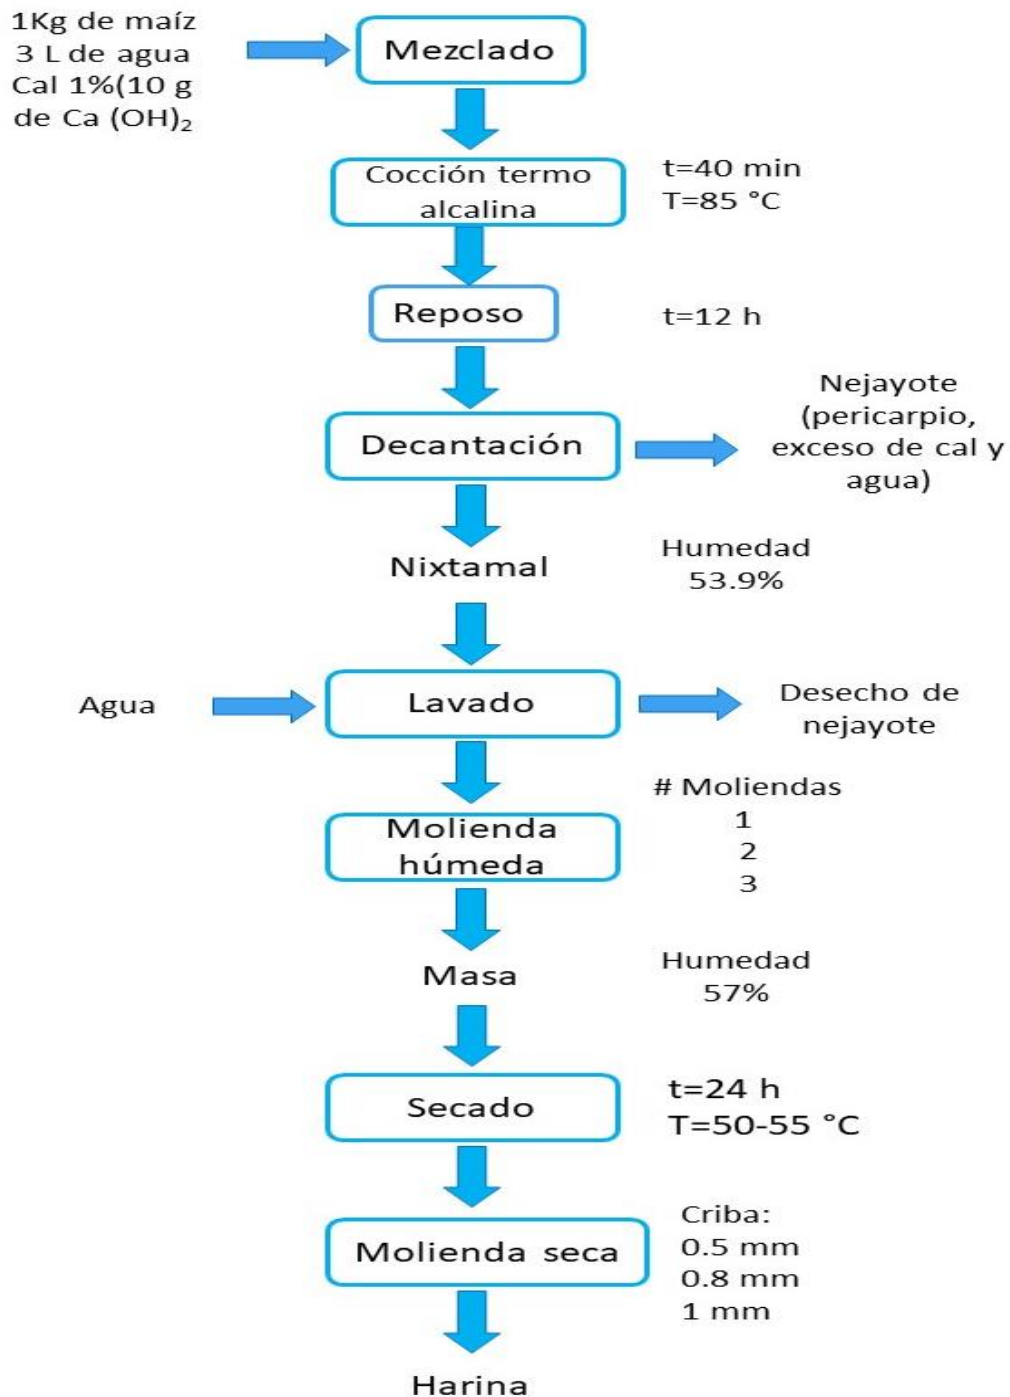 1Kg de maíz
3 L de agua
Cal 1%(10 g
de Ca (OH)₂
Mezclado
Cocción termo
alcalina
t=40 min
T=85 °C
Reposo
t=12 h
Decantación
Nejayote
(pericarpio,
exceso de cal y
agua)
Nixtamal
Humedad
53.9%
Agua
Lavado
Desecho de
nejayote
Molienda
húmeda
# Moliendas
1
2
3
Masa
Humedad
57%
Secado
t=24 h
T=50-55 °C
Molienda seca
Criba:
0.5 mm
0.8 mm
1 mm
Harina